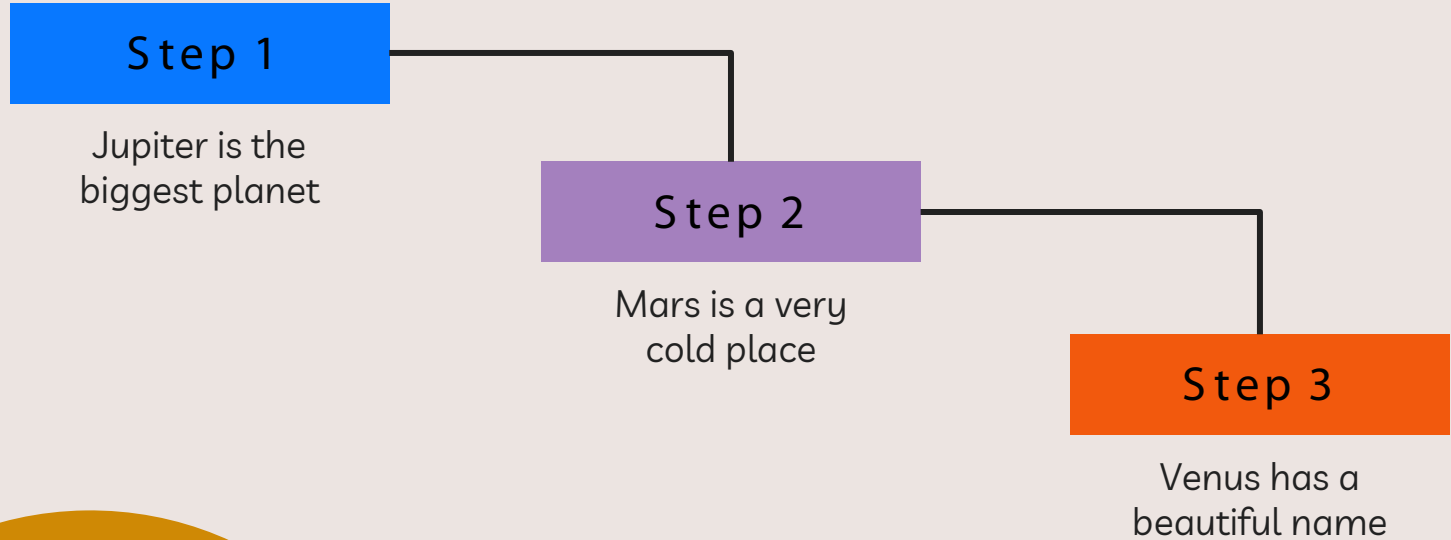 Step 1
Jupiter is the
biggest planet
Step 2
Mars is a very
cold place
Step 3
Venus has a
beautiful name